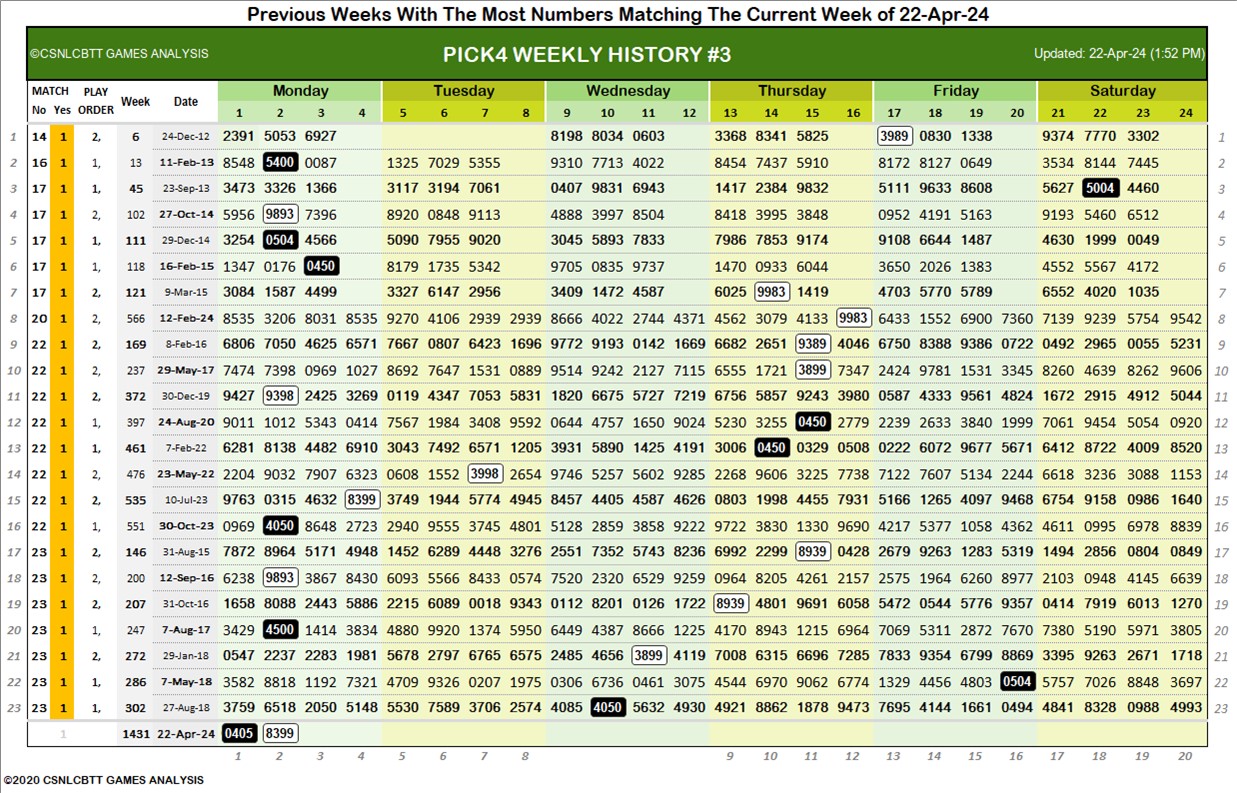 Previous Weeks With The Most Numbers Matching The Current Week of 22-Apr-24
©CSNLCBTT GAMES ANALYSIS PICK4 WEEKLY HISTORY #3 Updated: 22-Apr-24 (1:52 PM)
MATCH PLAY Week Date Monday Tuesday Wednesday Thursday Friday Saturday
No Yes ORDER 1 2 3 4 5 6 7 8 9 10 11 12 13 14 15 16 17 18 19 20 21 22 23 24
1 14 1 2, 6 24-Dec-12 2391 5053 6927 8198 8034 0603 3368 8341 5825 3989 0830 1338 9374 7770 3302 1
2 16 1 1, 13 11-Feb-13 8548 5400 0087 1325 7029 5355 9310 7713 4022 8454 7437 5910 8172 8127 0649 3534 8144 7445 2
3 17 1 1, 45 23-Sep-13 3473 3326 1366 3117 3194 7061 0407 9831 6943 1417 2384 9832 5111 9633 8608 5627 5004 4460 3
4 17 1 2, 102 27-Oct-14 5956 9893 7396 8920 0848 9113 4888 3997 8504 8418 3995 3848 0952 4191 5163 9193 5460 6512 4
5 17 1 1, 111 29-Dec-14 3254 0504 4566 5090 7955 9020 3045 5893 7833 7986 7853 9174 9108 6644 1487 4630 1999 0049 5
6 17 1 1, 118 16-Feb-15 1347 0176 0450 8179 1735 5342 9705 0835 9737 1470 0933 6044 3650 2026 1383 4552 5567 4172 6
7 17 1 2, 121 9-Mar-15 3084 1587 4499 3327 6147 2956 3409 1472 4587 6025 9983 1419 4703 5770 5789 6552 4020 1035 7
8 20 1 2, 566 12-Feb-24 8535 3206 8031 8535 9270 4106 2939 2939 8666 4022 2744 4371 4562 3079 4133 9983 6433 1552 6900 7360 7139 9239 5754 9542 8
9 22 1 2, 169 8-Feb-16 6806 7050 4625 6571 7667 0807 6423 1696 9772 9193 0142 1669 6682 2651 9389 4046 6750 8388 9386 0722 0492 2965 0055 5231 9
10 22 1 2, 237 29-May-17 7474 7398 0969 1027 8692 7647 1531 0889 9514 9242 2127 7115 6555 1721 3899 7347 2424 9781 1531 3345 8260 4639 8262 9606 10
11 22 1 2, 372 30-Dec-19 9427 9398 2425 3269 0119 4347 7053 5831 1820 6675 5727 7219 6756 5857 9243 3980 0587 4333 9561 4824 1672 2915 4912 5044 11
12 22 1 1, 397 24-Aug-20 9011 1012 5343 0414 7567 1984 3408 9592 0644 4757 1650 9024 5230 3255 0450 2779 2239 2633 3840 1999 7061 9454 5054 0920 12
13 22 1 1, 461 7-Feb-22 6281 8138 4482 6910 3043 7492 6571 1205 3931 5890 1425 4191 3006 0450 0329 0508 0222 6072 9677 5671 6412 8722 4009 8520 13
14 22 1 2, 476 23-May-22 2204 9032 7907 6323 0608 1552 3998 2654 9746 5257 5602 9285 2268 9606 3225 7738 7122 7607 5134 2244 6618 3236 3088 1153 14
15 22 1 2, 535 10-Jul-23 9763 0315 4632 8399 3749 1944 5774 4945 8457 4405 4587 4626 0803 1998 4455 7931 5166 1265 4097 9468 6754 9158 0986 1640 15
16 22 1 1, 551 30-Oct-23 0969 4050 8648 2723 2940 9555 3745 4801 5128 2859 3858 9222 9722 3830 1330 9690 4217 5377 1058 4362 4611 0995 6978 8839 16
17 23 1 2, 146 31-Aug-15 7872 8964 5171 4948 1452 6289 4448 3276 2551 7352 5743 8236 6992 2299 8939 0428 2679 9263 1283 5319 1494 2856 0804 0849 17
18 23 1 2, 200 12-Sep-16 6238 9893 3867 8430 6093 5566 8433 0574 7520 2320 6529 9259 0964 8205 4261 2157 2575 1964 6260 8977 2103 0948 4145 6639 18
19 23 1 2, 207 31-Oct-16 1658 8088 2443 5886 2215 6089 0018 9343 0112 8201 0126 1722 8939 4801 9691 6058 5472 0544 5776 9357 0414 7919 6013 1270 19
20 23 1 1, 247 7-Aug-17 3429 4500 1414 3834 4880 9920 1374 5950 6449 4387 8666 1225 4170 8943 1215 6964 7069 5311 2872 7670 7380 5190 5971 3805 20
21 23 1 2, 272 29-Jan-18 0547 2237 2283 1981 5678 2797 6765 6575 2485 4656 3899 4119 7008 6315 6696 7285 7833 9354 6799 8869 3395 9263 2671 1718 21
22 23 1 1, 286 7-May-18 3582 8818 1192 7321 4709 9326 0207 1975 0306 6736 0461 3075 4544 6970 9062 6774 1329 4456 4803 0504 5757 7026 8848 3697 22
23 23 1 1, 302 27-Aug-18 3759 6518 2050 5148 5530 7589 3706 2574 4085 4050 5632 4930 4921 8862 1878 9473 7695 4144 1661 0494 4841 8328 0988 4993 23
1 1431 22-Apr-24 0405 8399
1 2 3 4 5 6 7 8 9 10 11 12 13 14 15 16 17 18 19 20
©2020 CSNLCBTT GAMES ANALYSIS